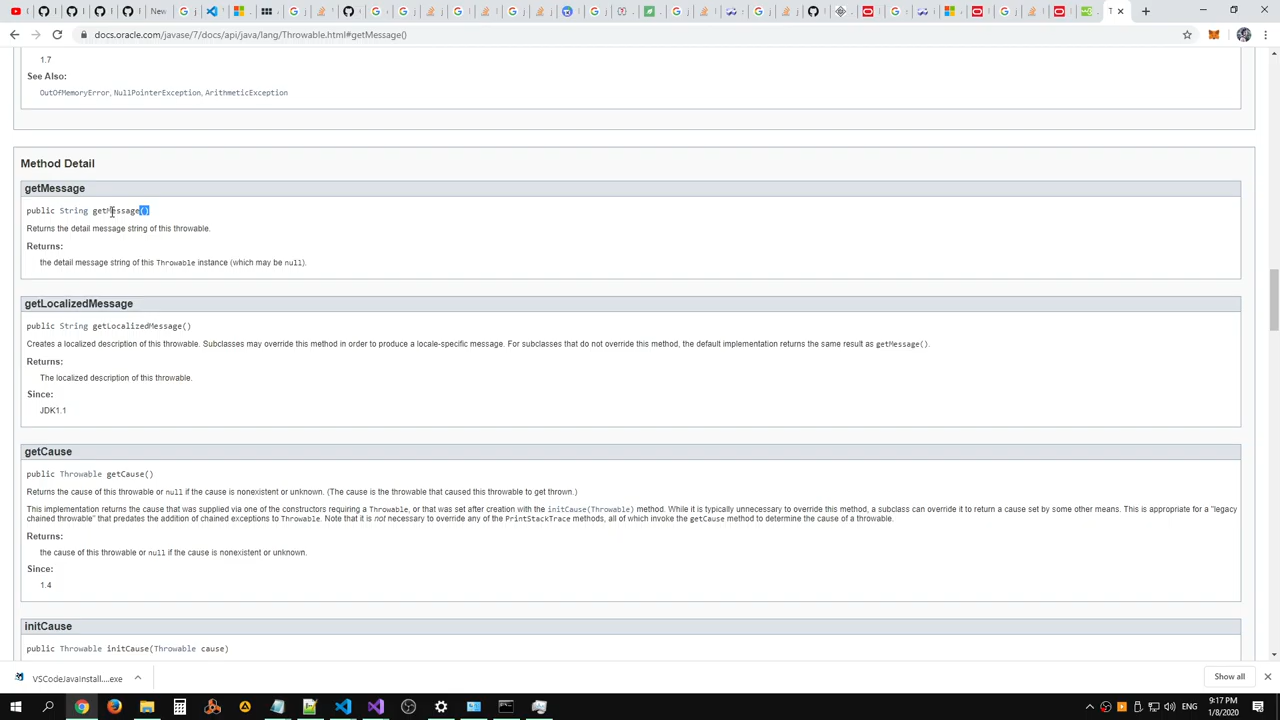 New
T
docs.oracle.com/javase/7/docs/api/java/lang/Throwable.html#getMessage()
1.7
See Also:
OutOfMemoryError, NullPointerException, ArithmeticException
Method Detail
getMessage
public String getMessage()
Returns the detail message string of this throwable.
Returns:
the detail message string of this Throwable instance (which may be null).
getLocalizedMessage
public String getLocalizedMessage()
Creates a localized description of this throwable. Subclasses may override this method in order to produce a locale-specific message. For subclasses that do not override this method, the default implementation returns the same result as getMessage().
Returns:
The localized description of this throwable.
Since:
JDK1.1
getCause
public Throwable getCause()
Returns the cause of this throwable or null if the cause is nonexistent or unknown. (The cause is the throwable that caused this throwable to get thrown.)
This implementation returns the cause that was supplied via one of the constructors requiring a Throwable, or that was set after creation with the initCause(Throwable) method. While it is typically unnecessary to override this method, a subclass can override it to return a cause set by some other means. This is appropriate for a "legacy
chained throwable" that predates the addition of chained exceptions to Throwable. Note that it is not necessary to override any of the PrintStackTrace methods, all of which invoke the getCause method to determine the cause of a throwable.
Returns:
the cause of this throwable or null if the cause is nonexistent or unknown.
Since:
1.4
initCause
public Throwable initCause(Throwable cause)
VSCodeJavaInstall....exe
Show all
ENG
9:17 PM
1/8/2020